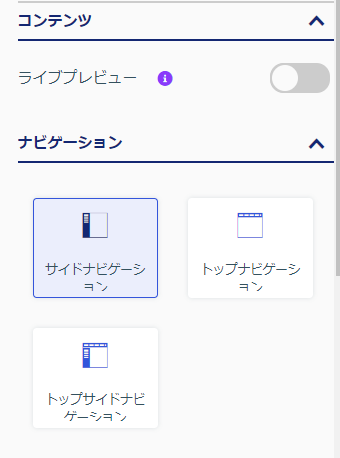 コンテンツ
ライブプレビュー
ナビゲーション
サイドナビゲーシ
ョン
トップナビゲーシ
ョン
トップサイドナビ
ゲーション